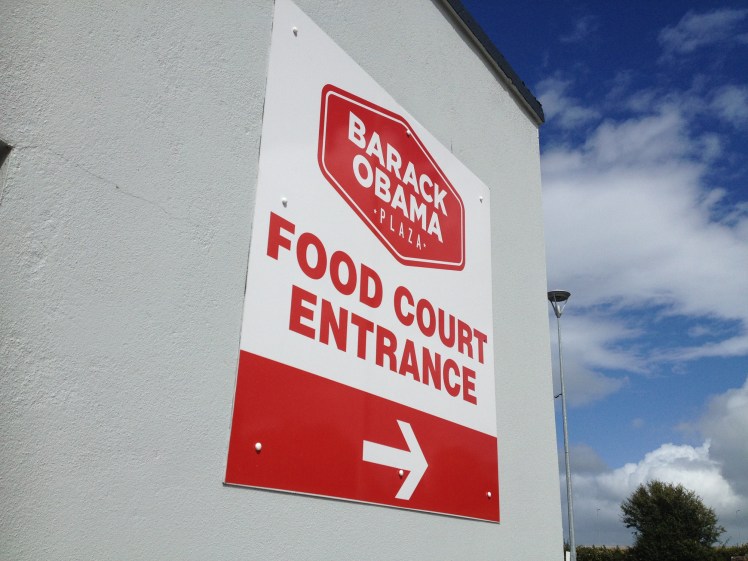 BARACK
OBAMA
·PLAZA·
FOOD COURT
ENTRANCE